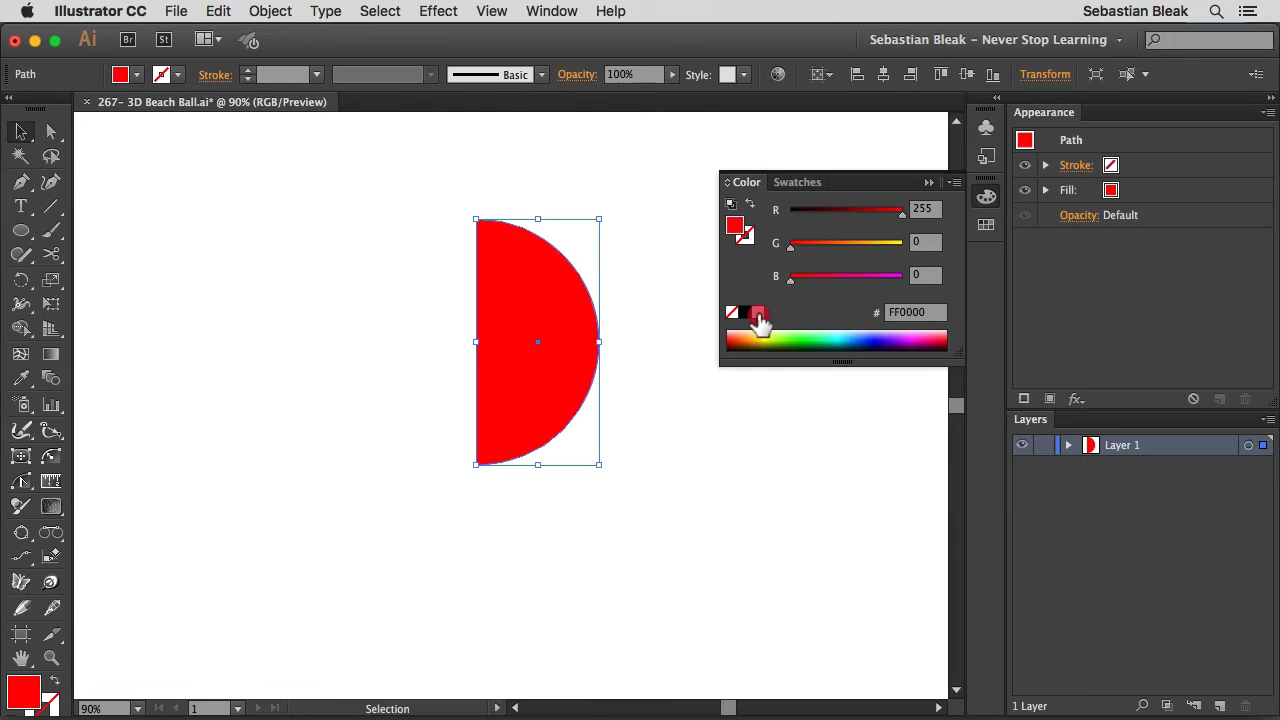 Illustrator CC File Edit Object Type Select Effect View Window Help Sebastian Bleak
Ai Br St Sebastian Bleak – Never Stop Learning
Path Stroke: Basic Opacity: 100% Style: Transform
267- 3D Beach Ball.ai* @ 90% (RGB/Preview)
Appearance
Path
Stroke:
Fill:
Opacity: Default
Color Swatches
R 255
G 0
B 0
# FF0000
fx
Layers
Layer 1
1 Layer
90% 1 Selection